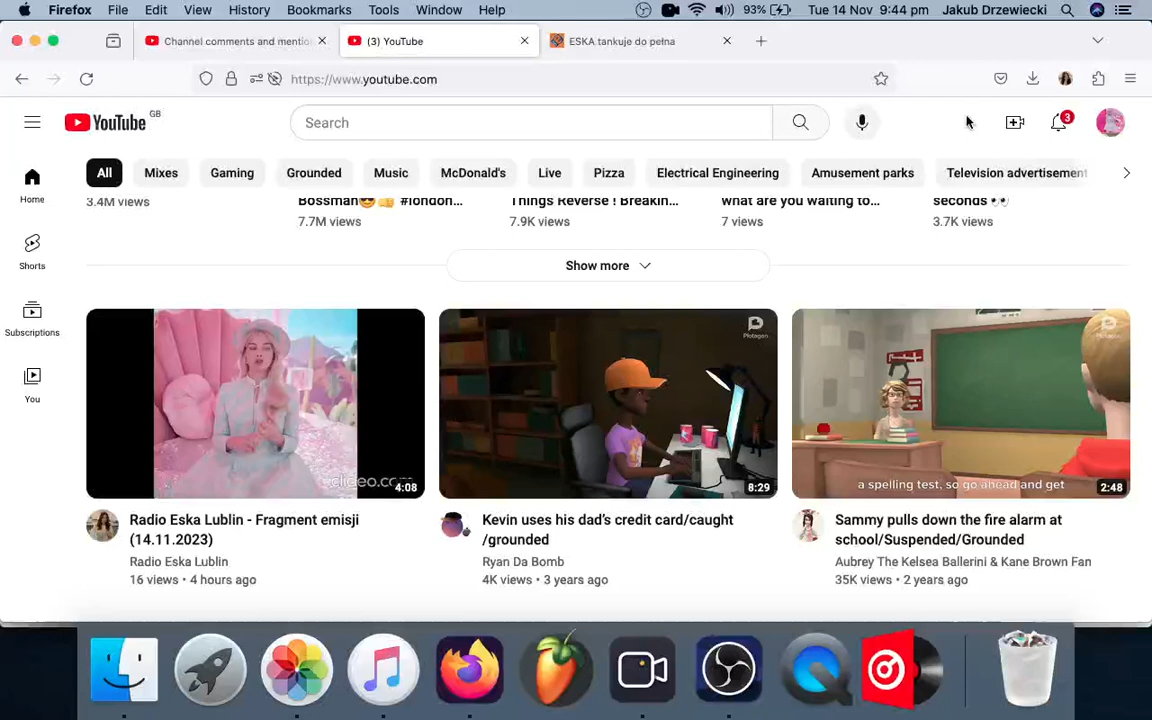 Firefox File Edit View History Bookmarks Tools Window Help 93% Tue 14 Nov 9:44 pm Jakub Drzewiecki
Channel comments and mention (3) YouTube ESKA tankuje do pełna
https://www.youtube.com
YouTube GB Search 3
All Mixes Gaming Grounded Music McDonald's Live Pizza Electrical Engineering Amusement parks Television advertisement
Home
Shorts
Subscriptions
You
Bossman😎👊 #london... Things Reverse ! Breakin... what are you waiting to... seconds 👀
3.4M views 7.7M views 7.9K views 7 views 3.7K views
Show more
clideo.com 4:08
Plotagon 8:29
Plotagon a spelling test, so go ahead and get 2:48
Radio Eska Lublin - Fragment emisji
(14.11.2023)
Radio Eska Lublin
16 views • 4 hours ago
Kevin uses his dad's credit card/caught
/grounded
Ryan Da Bomb
4K views • 3 years ago
Sammy pulls down the fire alarm at
school/Suspended/Grounded
Aubrey The Kelsea Ballerini & Kane Brown Fan
35K views • 2 years ago